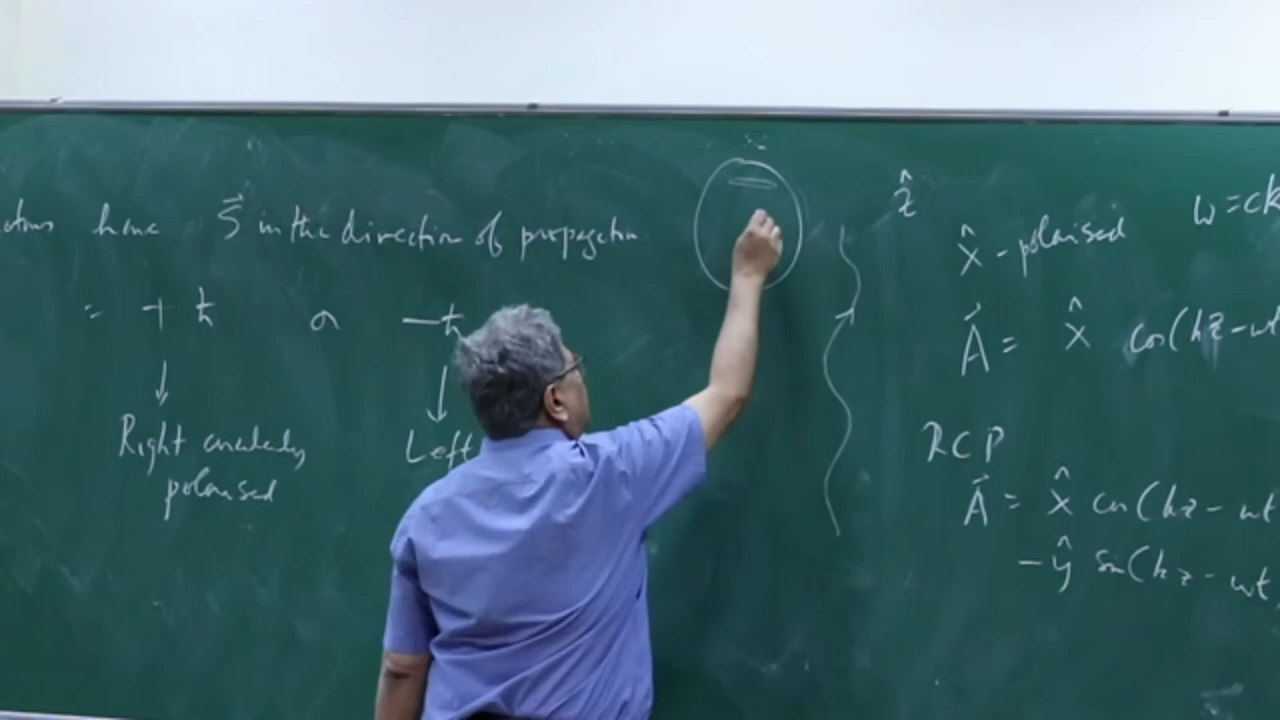 have S⃗ in the direction of propagation
= + ħ or −ħ
↓ ↓
Right circularly polarised
Left
ẑ
ω = ck
x̂ - polarised
A⃗ = x̂ cos(kz - ωt
RCP
A⃗ = x̂ cos(kz - ωt
- ŷ sin(kz - ωt